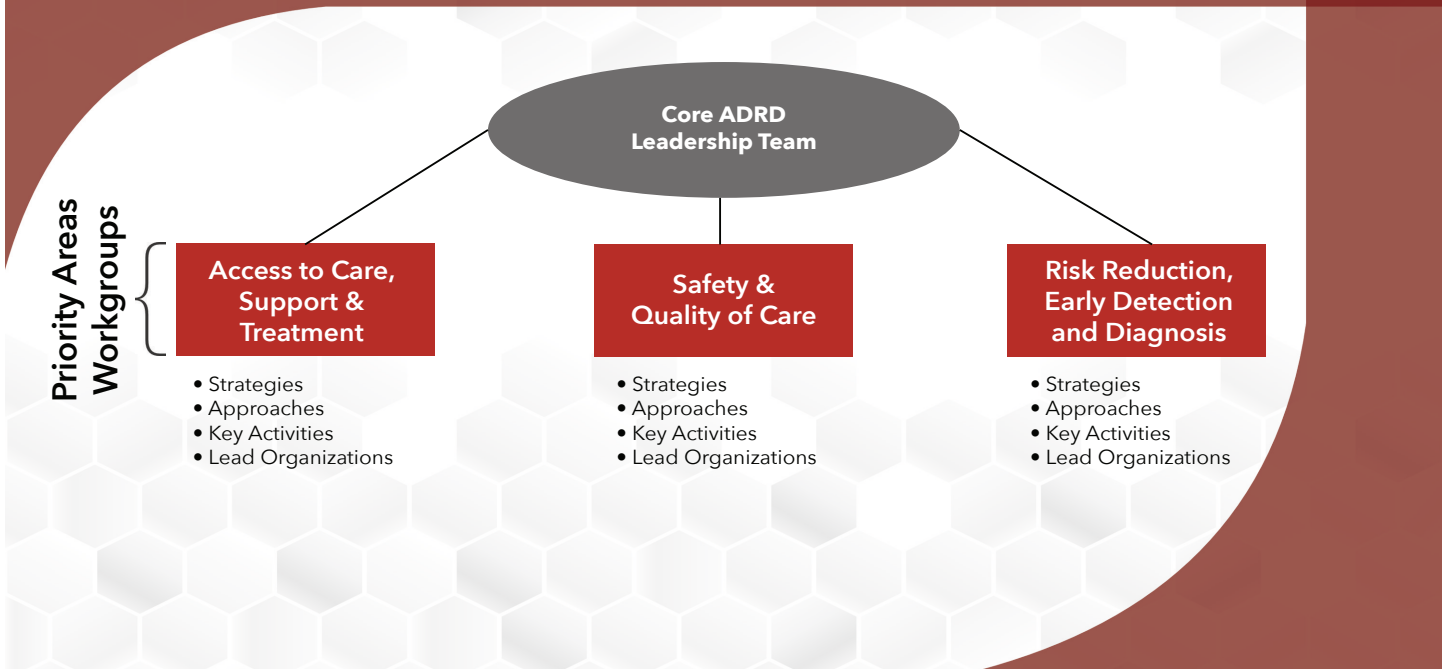 Core ADRD
Leadership Team
Priority Areas
Workgroups
Access to Care,
Support &
Treatment
• Strategies
• Approaches
• Key Activities
• Lead Organizations
Safety &
Quality of Care
• Strategies
• Approaches
• Key Activities
• Lead Organizations
Risk Reduction,
Early Detection
and Diagnosis
• Strategies
• Approaches
• Key Activities
• Lead Organizations